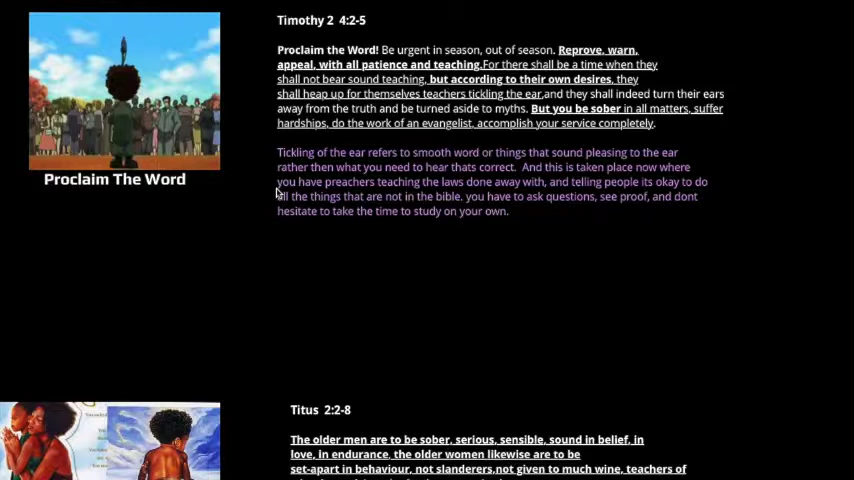 Timothy 2 4:2-5
Proclaim the Word! Be urgent in season, out of season. Reprove, warn,
appeal, with all patience and teaching.For there shall be a time when they
shall not bear sound teaching, but according to their own desires, they
shall heap up for themselves teachers tickling the ear,and they shall indeed turn their ears
away from the truth and be turned aside to myths. But you be sober in all matters, suffer
hardships, do the work of an evangelist, accomplish your service completely.
Proclaim The Word
Tickling of the ear refers to smooth word or things that sound pleasing to the ear
rather then what you need to hear thats correct. And this is taken place now where
you have preachers teaching the laws done away with, and telling people its okay to do
all the things that are not in the bible. you have to ask questions, see proof, and dont
hesitate to take the time to study on your own.
Titus 2:2-8
The older men are to be sober, serious, sensible, sound in belief, in
love, in endurance, the older women likewise are to be
set-apart in behaviour, not slanderers,not given to much wine, teachers of